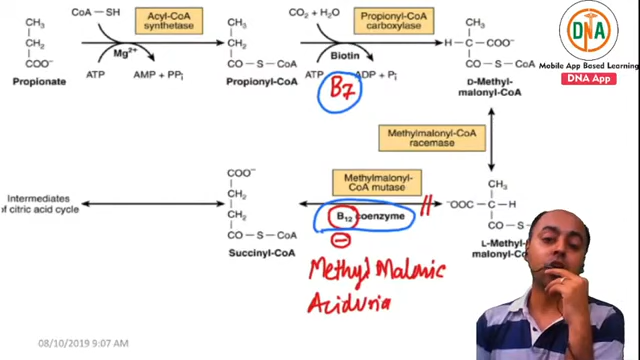 CoA—SH
Acyl-CoA
synthetase
CO₂ + H₂O
Propionyl-CoA
carboxylase
CH₃
CH₂
COO⁻
Mg²⁺
CH₃
CH₂
CO—S—CoA
Biotin
CH₃
H—C—COO⁻
CO—S—CoA
Propionate
ATP
AMP + PPᵢ
Propionyl-CoA
ATP
ADP + Pᵢ
D-Methyl-
malonyl-CoA
B7
DNA
Mobile App Based Learning
DNA App
Methylmalonyl-CoA
racemase
Intermediates
of citric acid cycle
COO⁻
CH₂
CH₂
CO—S—CoA
Succinyl-CoA
Methylmalonyl-
CoA mutase
B₁₂ coenzyme
CH₃
⁻OOC—C—H
CO—S
L-Methyl-
malonyl-
Methyl Malonic
Aciduria
08/10/2019 9:07 AM